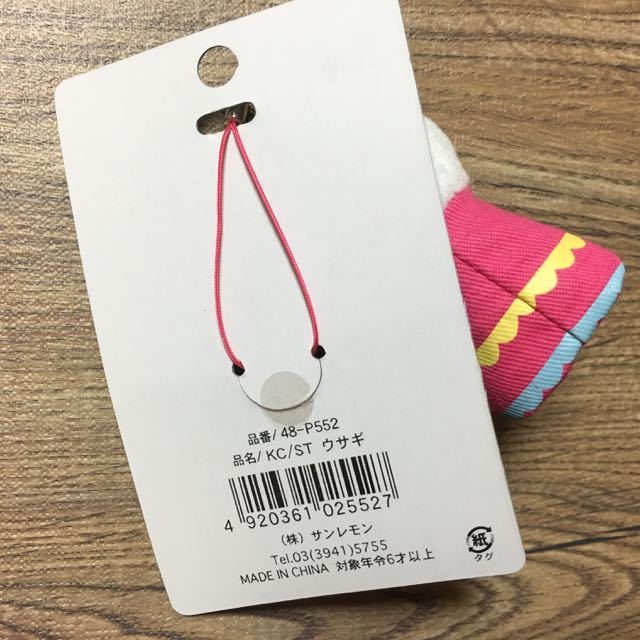 品番/ 48-P552
品名/ KC/ST ウサギ
4 920361 025527
(株) サンレモン
Tel.03(3941)5755
MADE IN CHINA 対象年令6才以上
紙
タグ